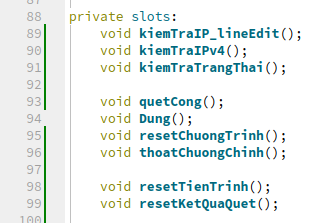 87
88 private slots:
89 void kiemTraIP_lineEdit();
90 void kiemTraIPv4();
91 void kiemTraTrangThai();
92
93 void quetCong();
94 void Dung();
95 void resetChuongTrinh();
96 void thoatChuongChinh();
97
98 void resetTienTrinh();
99 void resetKetQuaQuet();
100